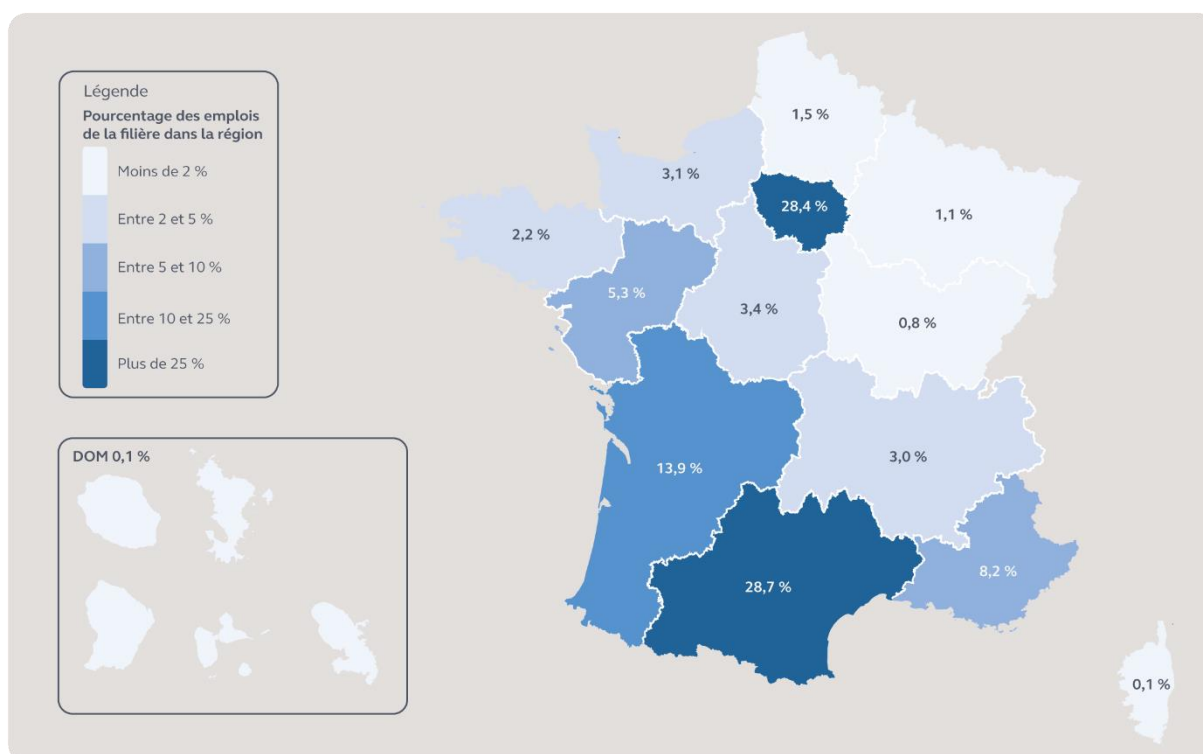 Légende
Pourcentage des emplois
de la filière dans la région
Moins de 2 %
Entre 2 et 5 %
Entre 5 et 10 %
Entre 10 et 25 %
Plus de 25 %
DOM 0,1 %
1,5 %
3,1 %
28,4 %
1,1 %
2,2 %
5,3 %
3,4 %
0,8 %
13,9 %
3,0 %
28,7 %
8,2 %
0,1 %